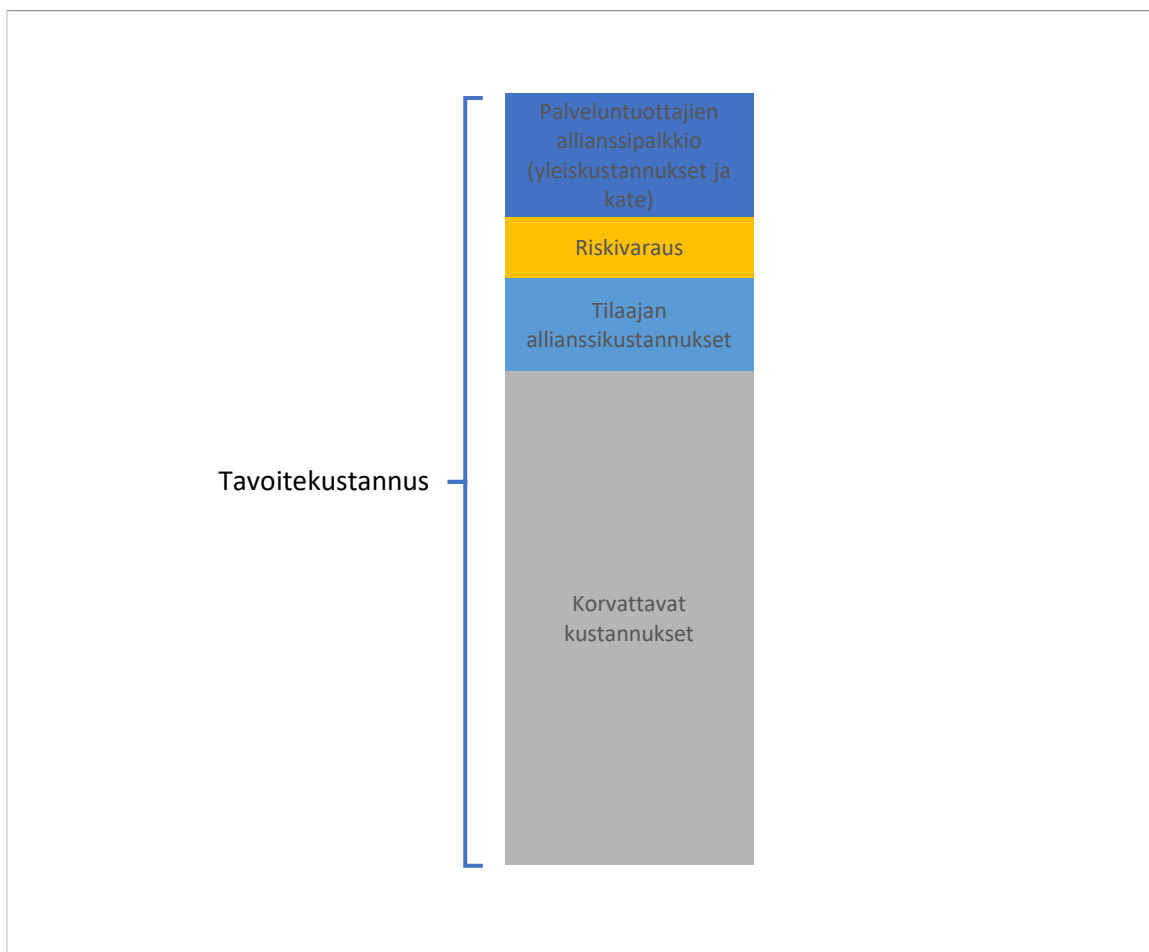 Palveluntuottajien
allianssipalkkio
(yleiskustannukset ja
kate)
Riskivaraus
Tilaajan
allianssikustannukset
Tavoitekustannus
Korvattavat
kustannukset